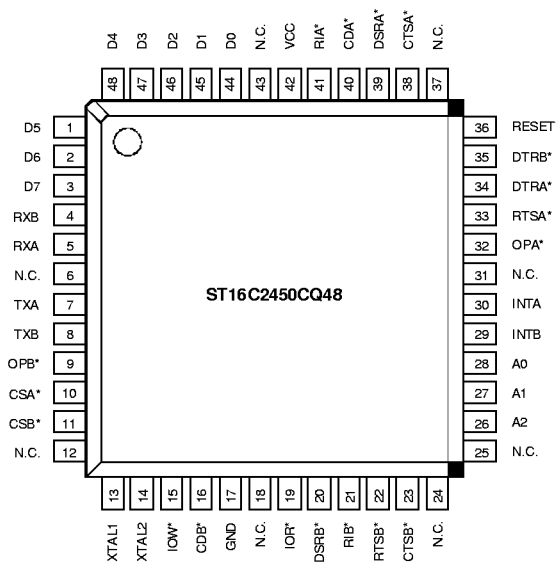 D4 D3 D2 D1 D0 N.C. VCC RIA* CDA* DSRA* CTSA* N.C.
48 47 46 45 44 43 42 41 40 39 38 37
D5 1 36 RESET
D6 2 35 DTRB*
D7 3 34 DTRA*
RXB 4 33 RTSA*
RXA 5 32 OPA*
N.C. 6 31 N.C.
ST16C2450CQ48
TXA 7 30 INTA
TXB 8 29 INTB
OPB* 9 28 A0
CSA* 10 27 A1
CSB* 11 26 A2
N.C. 12 25 N.C.
13 14 15 16 17 18 19 20 21 22 23 24
XTAL1 XTAL2 IOW* CDB* GND N.C. IOR* DSRB* RIB* RTSB* CTSB* N.C.